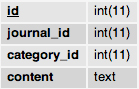 id int(11)
journal_id int(11)
category_id int(11)
content text